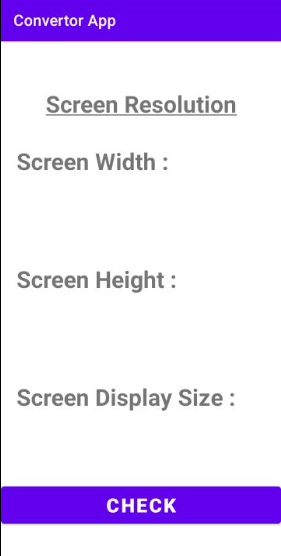 Convertor App
Screen Resolution
Screen Width :
Screen Height :
Screen Display Size :
CHECK